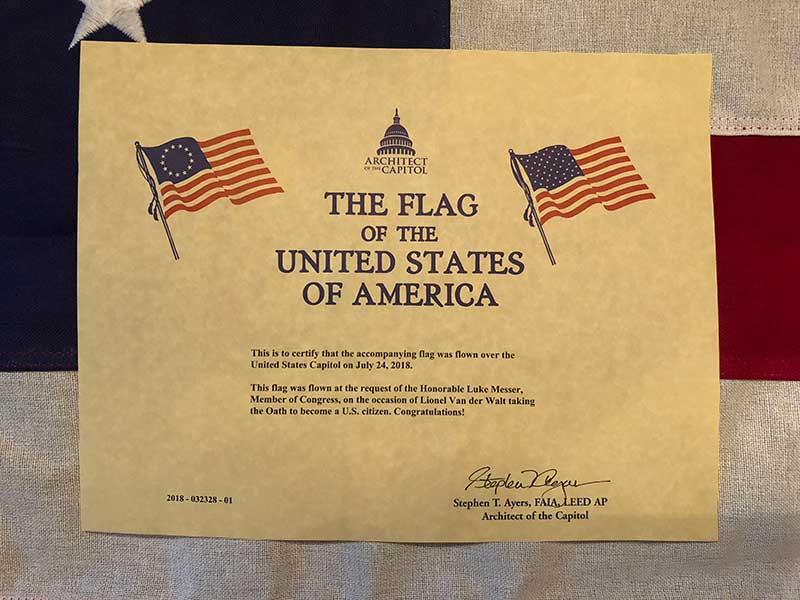 ARCHITECT
OF THE CAPITOL
THE FLAG
OF THE
UNITED STATES
OF AMERICA
This is to certify that the accompanying flag was flown over the
United States Capitol on July 24, 2018.
This flag was flown at the request of the Honorable Luke Messer,
Member of Congress, on the occasion of Lionel Van der Walt taking
the Oath to become a U.S. citizen. Congratulations!
Stephen T. Ayers
2018 - 032328 - 01
Stephen T. Ayers, FAIA, LEED AP
Architect of the Capitol